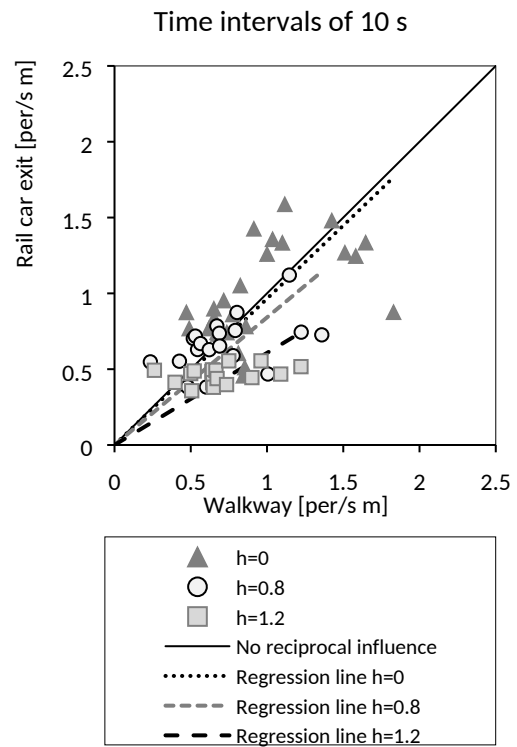 Time intervals of 10 s
Rail car exit [per/s m]
2.5
2
1.5
1
0.5
0
0 0.5 1 1.5 2 2.5
Walkway [per/s m]
h=0
h=0.8
h=1.2
No reciprocal influence
Regression line h=0
Regression line h=0.8
Regression line h=1.2